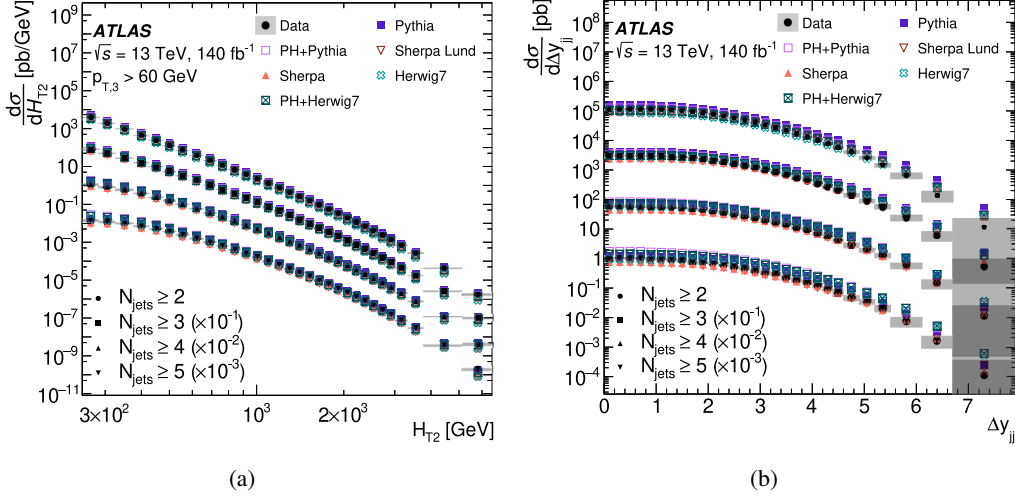 ATLAS
√s = 13 TeV, 140 fb⁻¹
p_T,3 > 60 GeV
Data
Pythia
PH+Pythia
Sherpa Lund
Sherpa
Herwig7
PH+Herwig7
dσ/dH_T2 [pb/GeV]
10⁹
10⁷
10⁵
10³
10
10⁻¹
10⁻³
10⁻⁵
10⁻⁷
10⁻⁹
10⁻¹¹
N_jets ≥ 2
N_jets ≥ 3 (×10⁻¹)
N_jets ≥ 4 (×10⁻²)
N_jets ≥ 5 (×10⁻³)
3×10² 10³ 2×10³
H_T2 [GeV]
(a)
ATLAS
√s = 13 TeV, 140 fb⁻¹
Data
Pythia
PH+Pythia
Sherpa Lund
Sherpa
Herwig7
PH+Herwig7
dσ/dΔy_jj [pb]
10⁸
10⁷
10⁶
10⁵
10⁴
10³
10²
10
1
10⁻¹
10⁻²
10⁻³
10⁻⁴
N_jets ≥ 2
N_jets ≥ 3 (×10⁻¹)
N_jets ≥ 4 (×10⁻²)
N_jets ≥ 5 (×10⁻³)
0 1 2 3 4 5 6 7
Δy_jj
(b)